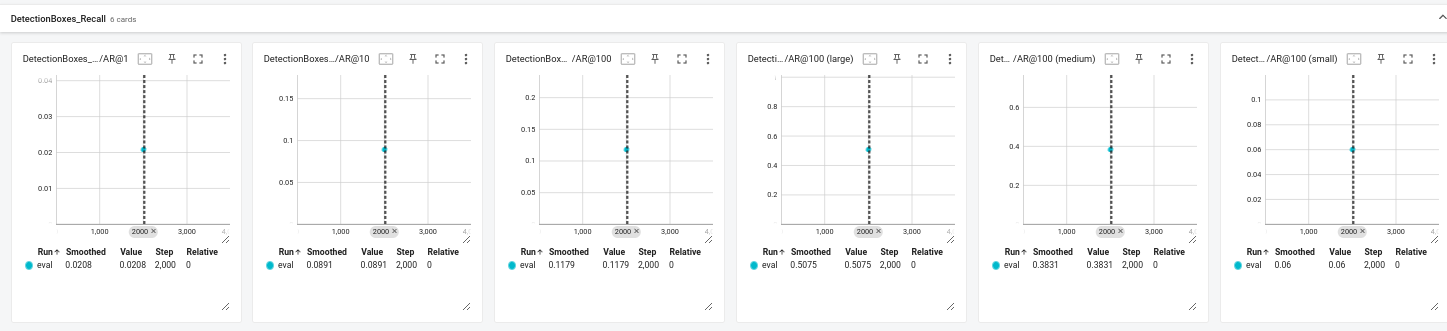 DetectionBoxes_Recall 6 cards
DetectionBoxes_.../AR@1
0.04
0.03
0.02
0.01
1,000 2000 3,000 4,
Run Smoothed Value Step Relative
eval 0.0208 0.0208 2,000 0
DetectionBoxes.../AR@10
0.15
0.1
0.05
1,000 2000 3,000 4,
Run Smoothed Value Step Relative
eval 0.0891 0.0891 2,000 0
DetectionBox... /AR@100
0.2
0.15
0.1
0.05
1,000 2000 3,000 4,
Run Smoothed Value Step Relative
eval 0.1179 0.1179 2,000 0
Detecti.../AR@100 (large)
1
0.8
0.6
0.4
0.2
1,000 2000 3,000 4,
Run Smoothed Value Step Relative
eval 0.5075 0.5075 2,000 0
Det... /AR@100 (medium)
0.6
0.4
0.2
1,000 2000 3,000 4,
Run Smoothed Value Step Relative
eval 0.3831 0.3831 2,000 0
Detect.../AR@100 (small)
0.1
0.08
0.06
0.04
0.02
1,000 2000 3,000 4,
Run Smoothed Value Step Relative
eval 0.06 0.06 2,000 0